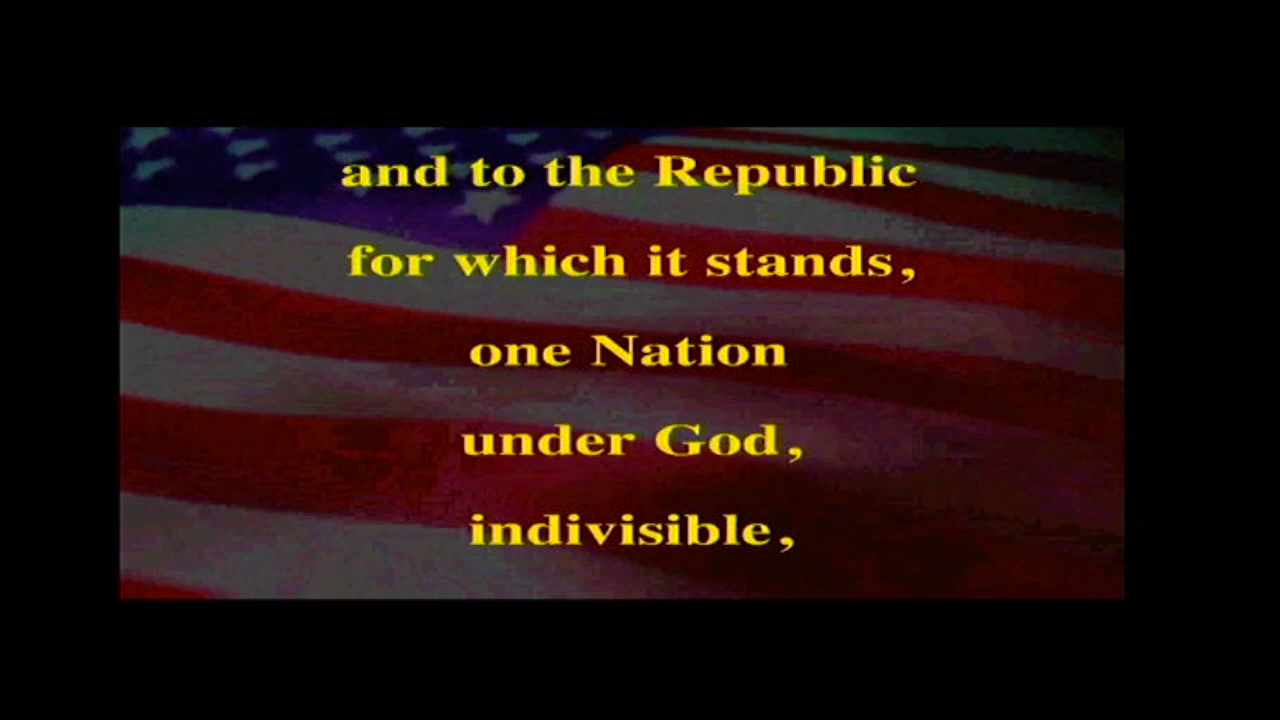 and to the Republic
for which it stands,
one Nation
under God,
indivisible,